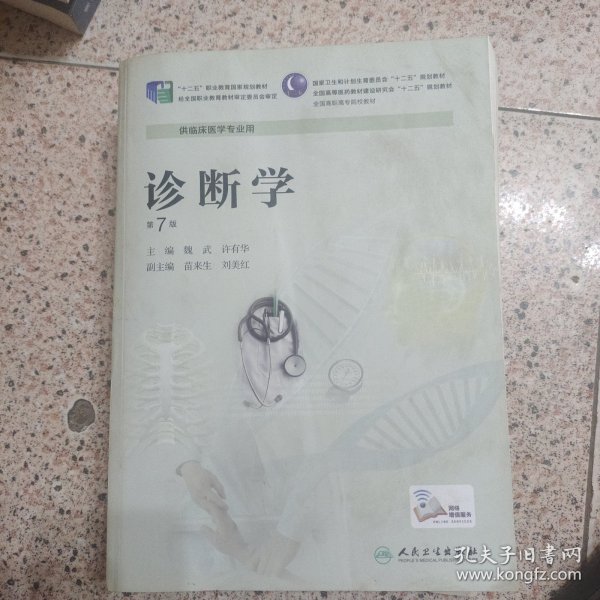 "十二五"职业教育国家规划教材
经全国职业教育教材审定委员会审定
国家卫生和计划生育委员会"十二五"规划教材
全国高等医药教材建设研究会"十二五"规划教材
全国高职高专院校教材
供临床医学专业用
诊断学
第7版
主编 魏武 许有华
副主编 苗来生 刘美红
网络
增值服务
ONLINE SERVICES
人民卫生出版社
PEOPLE'S MEDICAL PUBLISHING
孔夫子旧书网
www.kongfz.com